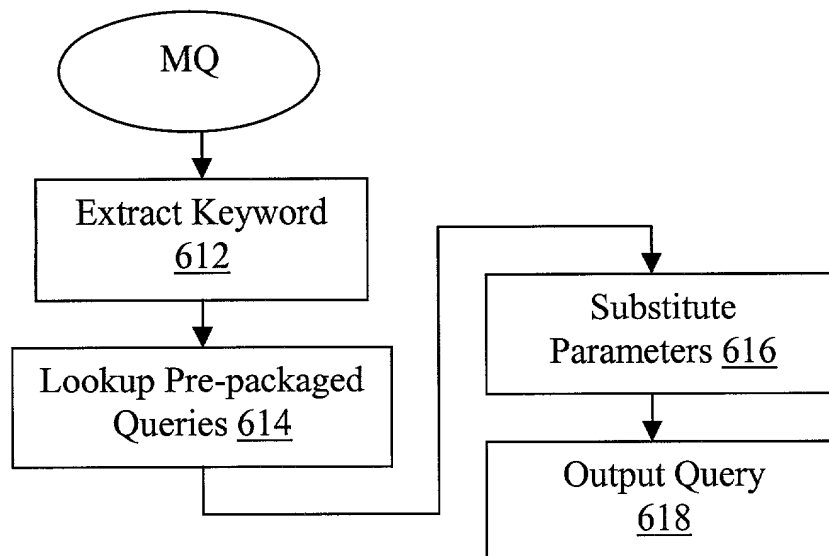 MQ
Extract Keyword
612
Lookup Pre-packaged
Queries 614
Substitute
Parameters 616
Output Query
618